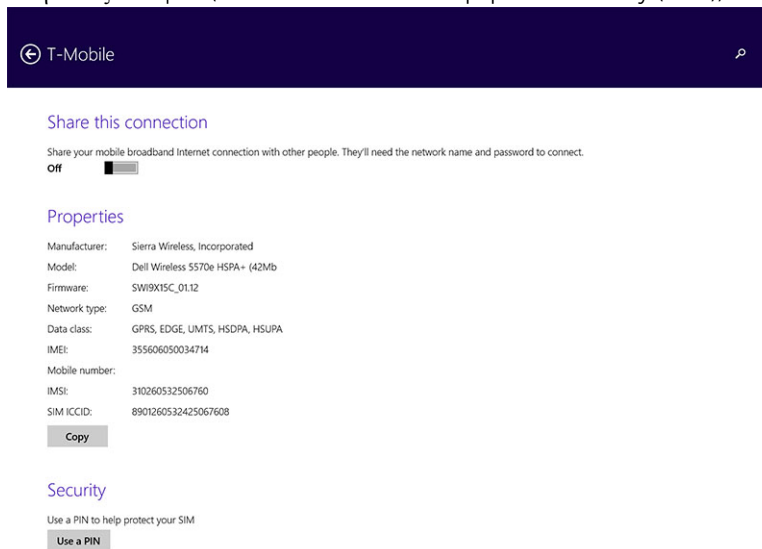 T-Mobile
Share this connection
Share your mobile broadband Internet connection with other people. They'll need the network name and password to connect.
Off
Properties
Manufacturer: Sierra Wireless, Incorporated
Model: Dell Wireless 5570e HSPA+ (42Mb
Firmware: SWI9X15C_01.12
Network type: GSM
Data class: GPRS, EDGE, UMTS, HSDPA, HSUPA
IMEI: 355606050034714
Mobile number:
IMSI: 310260532506760
SIM ICCID: 8901260532425067608
Copy
Security
Use a PIN to help protect your SIM
Use a PIN